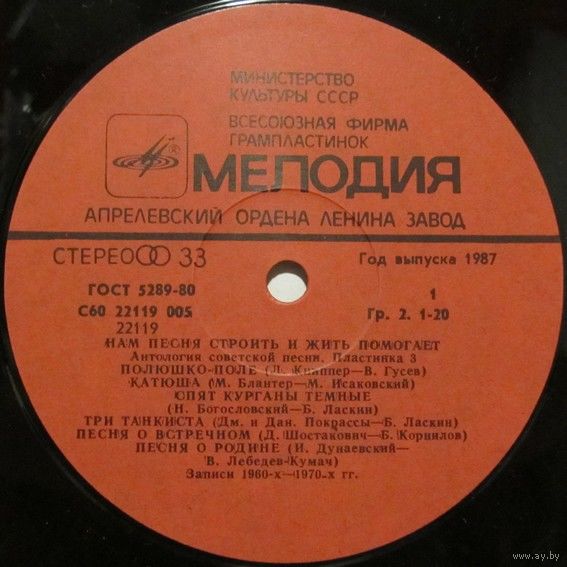 МИНИСТЕРСТВО
КУЛЬТУРЫ СССР
ВСЕСОЮЗНАЯ ФИРМА
ГРАМПЛАСТИНОК
®
МЕЛОДИЯ
АПРЕЛЕВСКИЙ ОРДЕНА ЛЕНИНА ЗАВОД
СТЕРЕО 33
Год выпуска 1987
ГОСТ 5289-80
1
С60 22119 005
Гр. 2. 1-20
22119
НАМ ПЕСНЯ СТРОИТЬ И ЖИТЬ ПОМОГАЕТ
Антология советской песни. Пластинка 3
ПОЛЮШКО-ПОЛЕ (Л. Книппер—В. Гусев)
КАТЮША (М. Блантер—М. Исаковский)
СПЯТ КУРГАНЫ ТЕМНЫЕ
(Н. Богословский—Б. Ласкин)
ТРИ ТАНКИСТА (Дм. и Дан. Покрассы—Б. Ласкин)
ПЕСНЯ О ВСТРЕЧНОМ (Д. Шостакович—Б. Корнилов)
ПЕСНЯ О РОДИНЕ (И. Дунаевский—
В. Лебедев-Кумач)
Записи 1960-х—1970-х гг.
www.ay.by